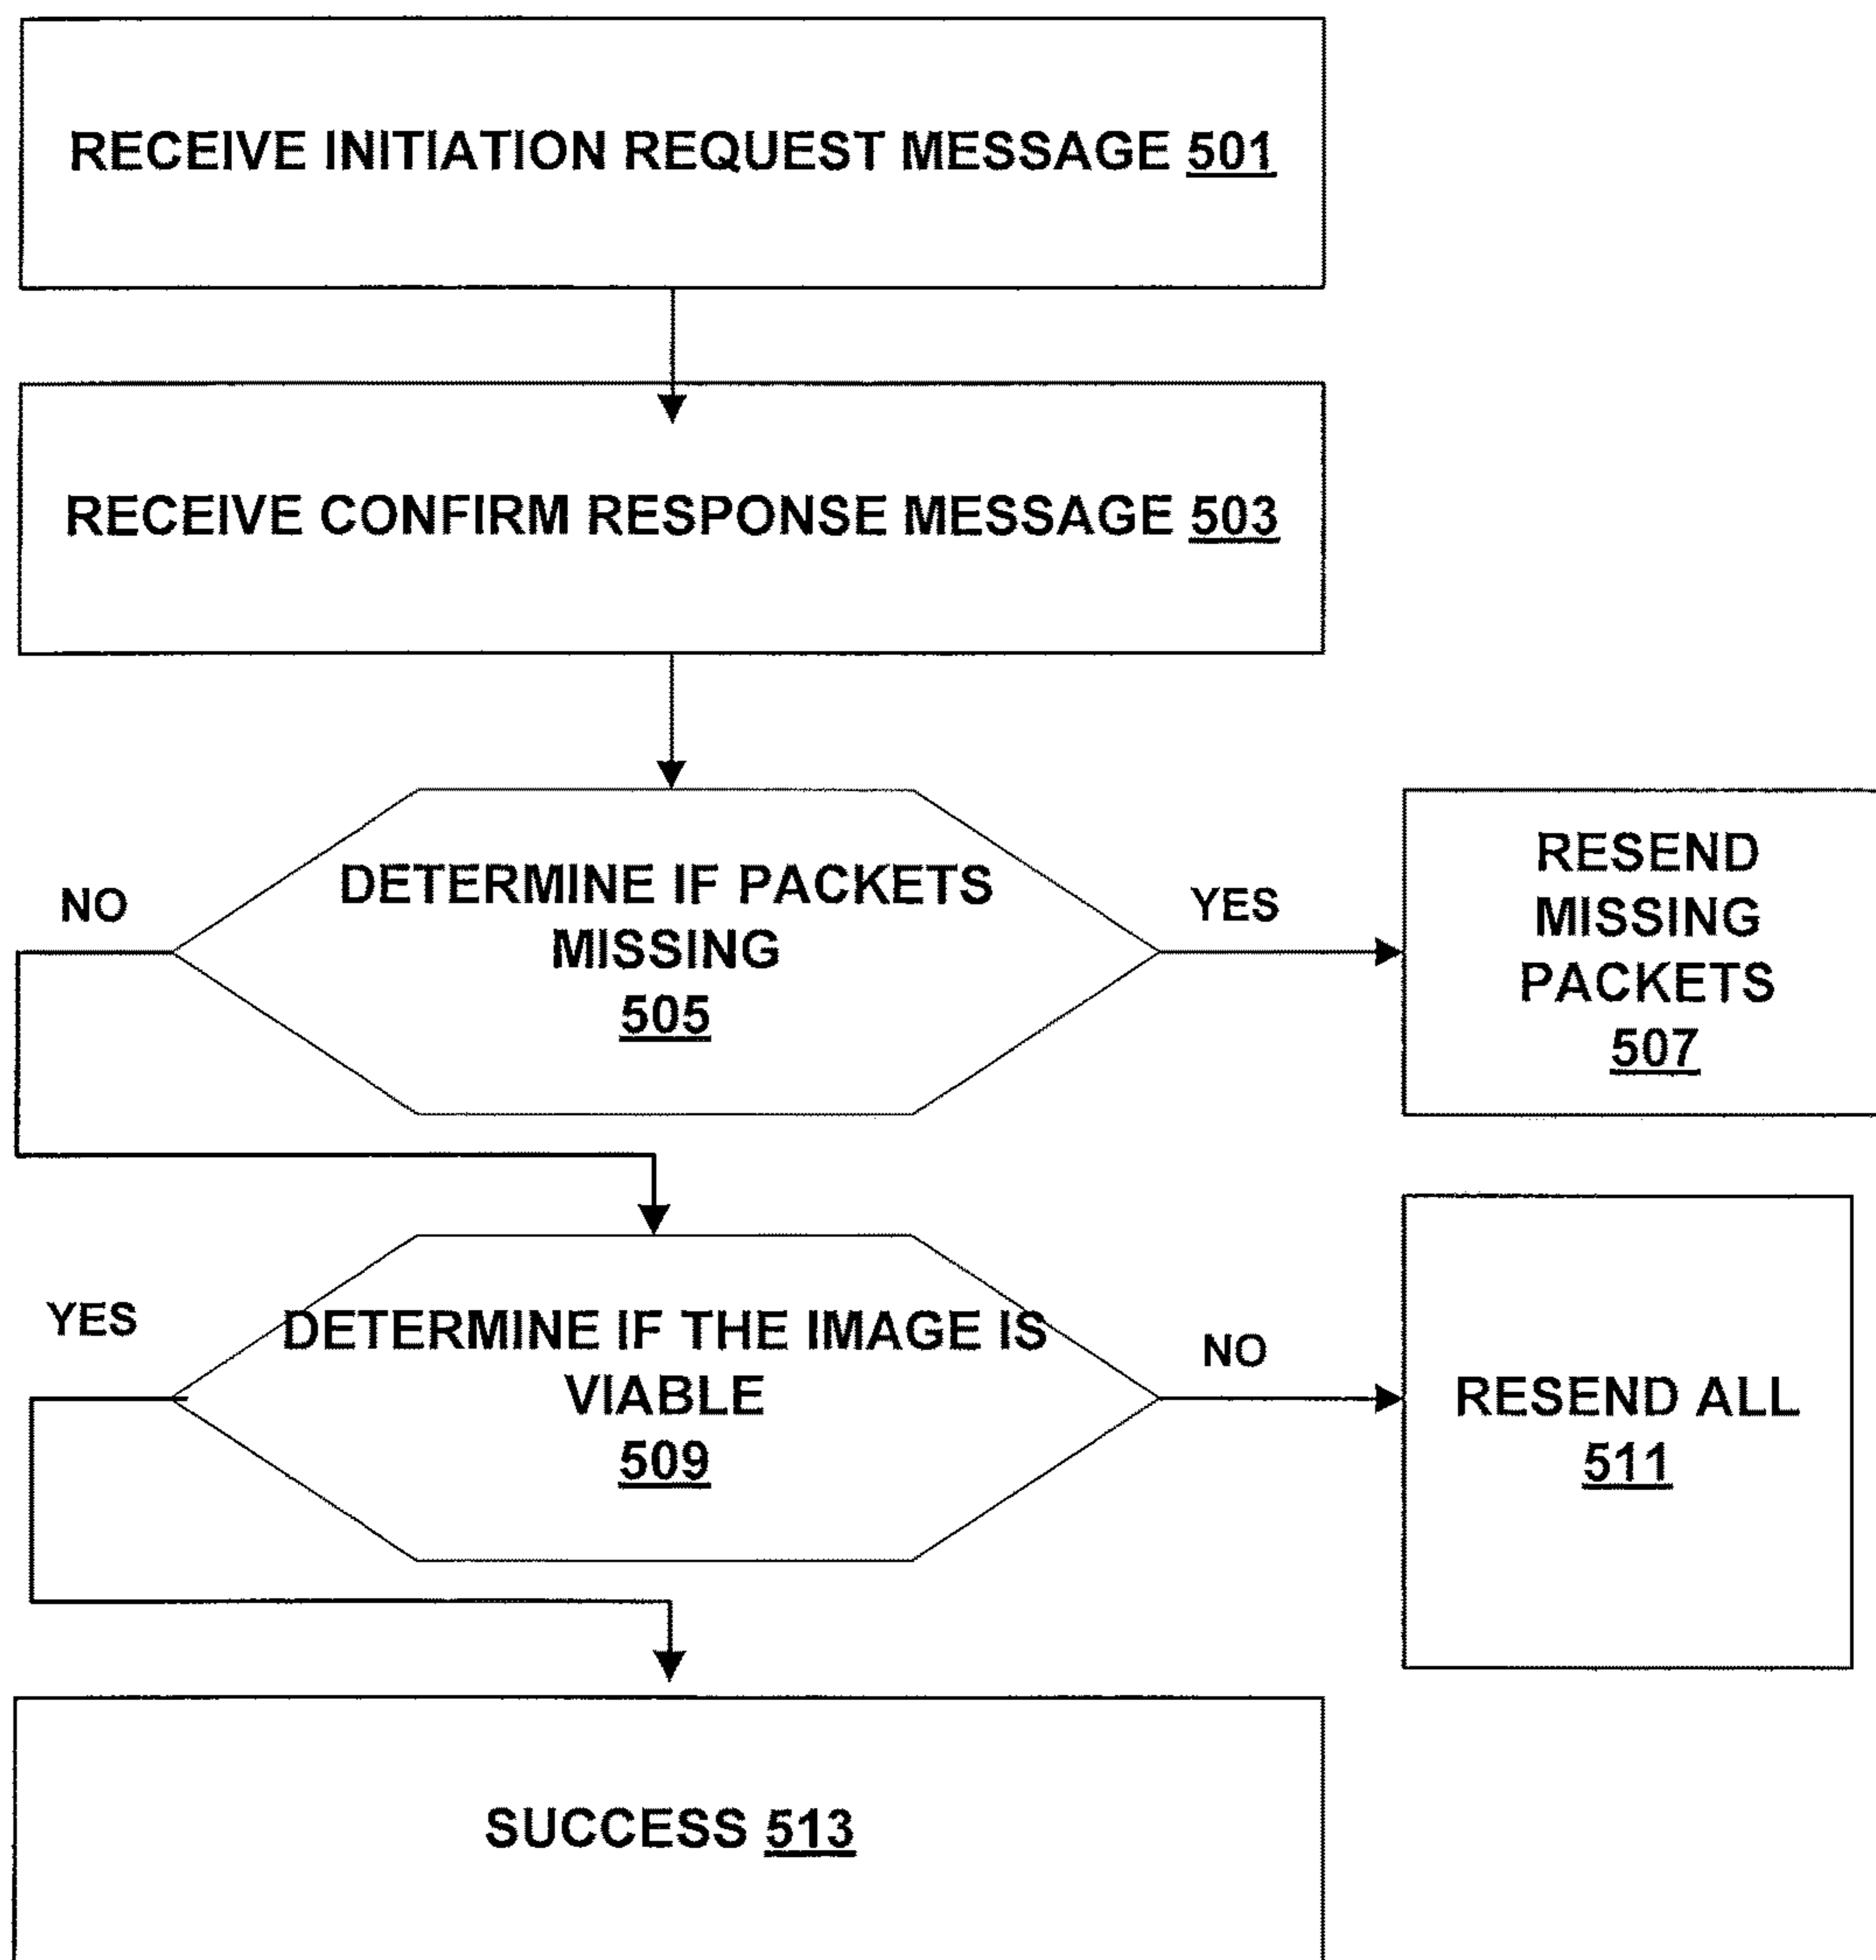 RECEIVE INITIATION REQUEST MESSAGE 501
RECEIVE CONFIRM RESPONSE MESSAGE 503
DETERMINE IF PACKETS
MISSING
505
NO
YES
RESEND
MISSING
PACKETS
507
DETERMINE IF THE IMAGE IS
VIABLE
509
YES
NO
RESEND ALL
511
SUCCESS 513